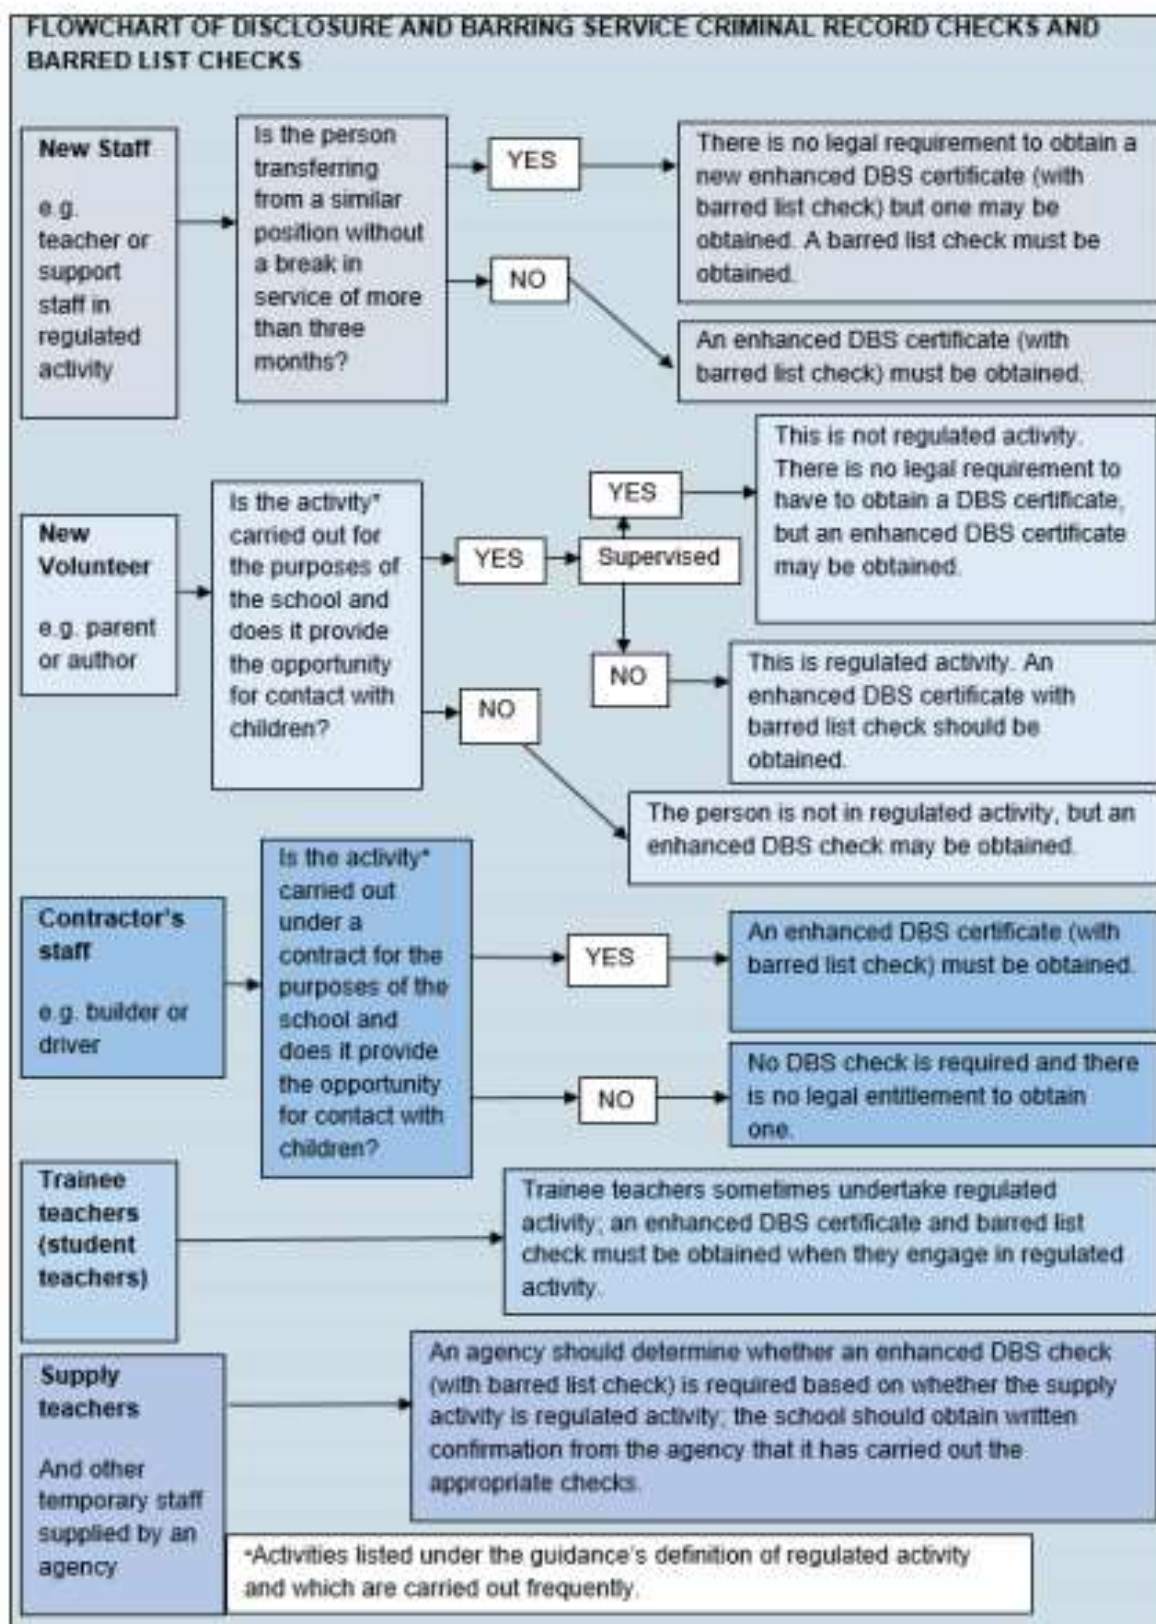 FLOWCHART OF DISCLOSURE AND BARRING SERVICE CRIMINAL RECORD CHECKS AND
BARRED LIST CHECKS
New Staff
e.g.
teacher or
support
staff in
regulated
activity
Is the person
transferring
from a similar
position without
a break in
service of more
than three
months?
YES
There is no legal requirement to obtain a
new enhanced DBS certificate (with
barred list check) but one may be
obtained. A barred list check must be
obtained.
NO
An enhanced DBS certificate (with
barred list check) must be obtained.
New
Volunteer
e.g. parent
or author
Is the activity*
carried out for
the purposes of
the school and
does it provide
the opportunity
for contact with
children?
YES
Supervised
YES
This is not regulated activity.
There is no legal requirement to
have to obtain a DBS certificate,
but an enhanced DBS certificate
may be obtained.
NO
This is regulated activity. An
enhanced DBS certificate with
barred list check should be
obtained.
NO
The person is not in regulated activity, but an
enhanced DBS check may be obtained.
Contractor's
staff
e.g. builder or
driver
Is the activity*
carried out
under a
contract for the
purposes of the
school and
does it provide
the opportunity
for contact with
children?
YES
An enhanced DBS certificate (with
barred list check) must be obtained.
NO
No DBS check is required and there
is no legal entitlement to obtain
one.
Trainee
teachers
(student
teachers)
Trainee teachers sometimes undertake regulated
activity; an enhanced DBS certificate and barred list
check must be obtained when they engage in regulated
activity.
Supply
teachers
And other
temporary staff
supplied by an
agency
An agency should determine whether an enhanced DBS check
(with barred list check) is required based on whether the supply
activity is regulated activity; the school should obtain written
confirmation from the agency that it has carried out the
appropriate checks.
*Activities listed under the guidance's definition of regulated activity
and which are carried out frequently.